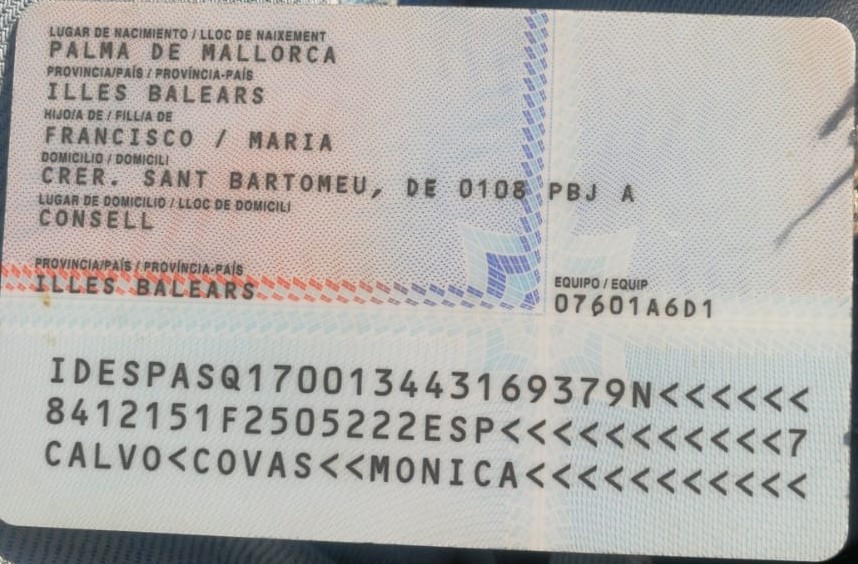 LUGAR DE NACIMIENTO / LLOC DE NAIXEMENT
PALMA DE MALLORCA
PROVINCIA/PAÍS / PROVÍNCIA-PAÍS
ILLES BALEARS
HIJO/A DE / FILL/A DE
FRANCISCO / MARIA
DOMICILIO / DOMICILI
CRER. SANT BARTOMEU, DE 0108 PBJ A
LUGAR DE DOMICILIO / LLOC DE DOMICILI
CONSELL
PROVINCIA/PAÍS / PROVÍNCIA-PAÍS
ILLES BALEARS
EQUIPO / EQUIP
07601A6D1
IDESPASQ1700134431693​79N<<<<<<
8412151F2505222ESP<<<<<<<<<<<7
CALVO<COVAS<<MONICA<<<<<<<<<<<